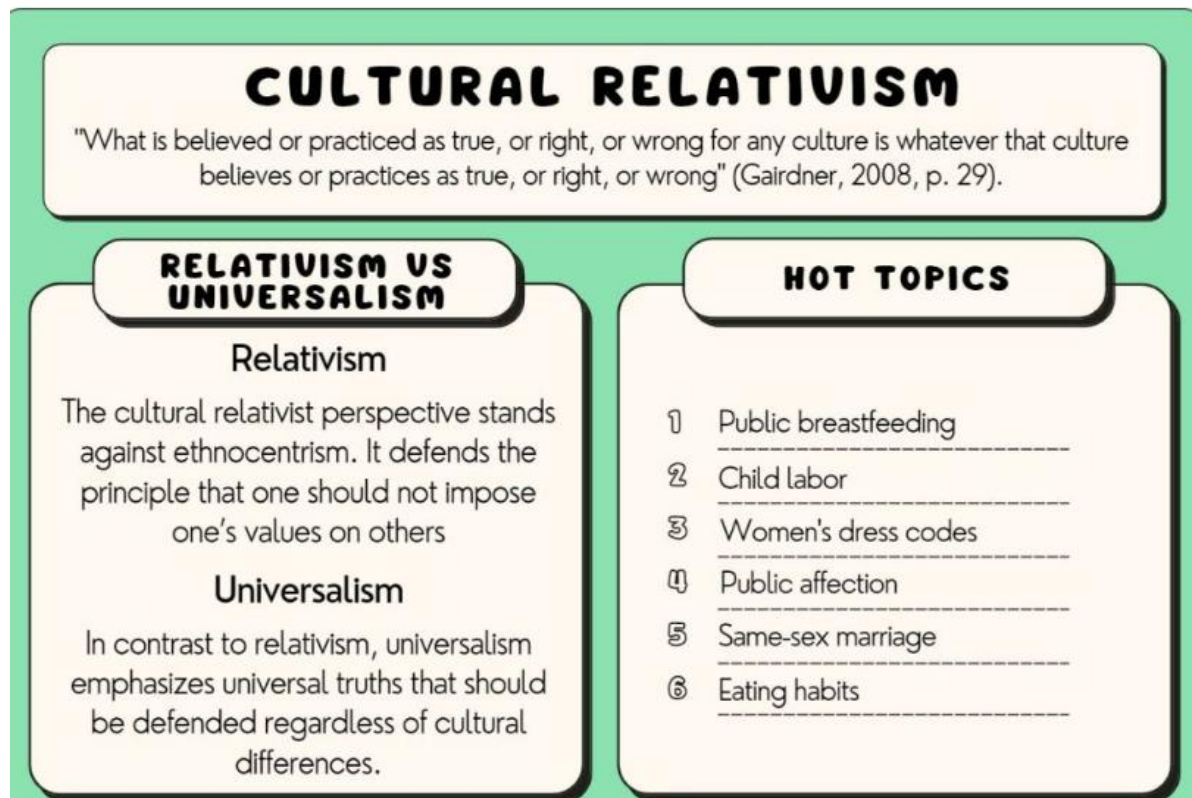 CULTURAL RELATIVISM
"What is believed or practiced as true, or right, or wrong for any culture is whatever that culture
believes or practices as true, or right, or wrong" (Gairdner, 2008, p. 29).
RELATIVISM VS
UNIVERSALISM
Relativism
The cultural relativist perspective stands
against ethnocentrism. It defends the
principle that one should not impose
one's values on others
Universalism
In contrast to relativism, universalism
emphasizes universal truths that should
be defended regardless of cultural
differences.
HOT TOPICS
1 Public breastfeeding
2 Child labor
3 Women's dress codes
4 Public affection
5 Same-sex marriage
6 Eating habits